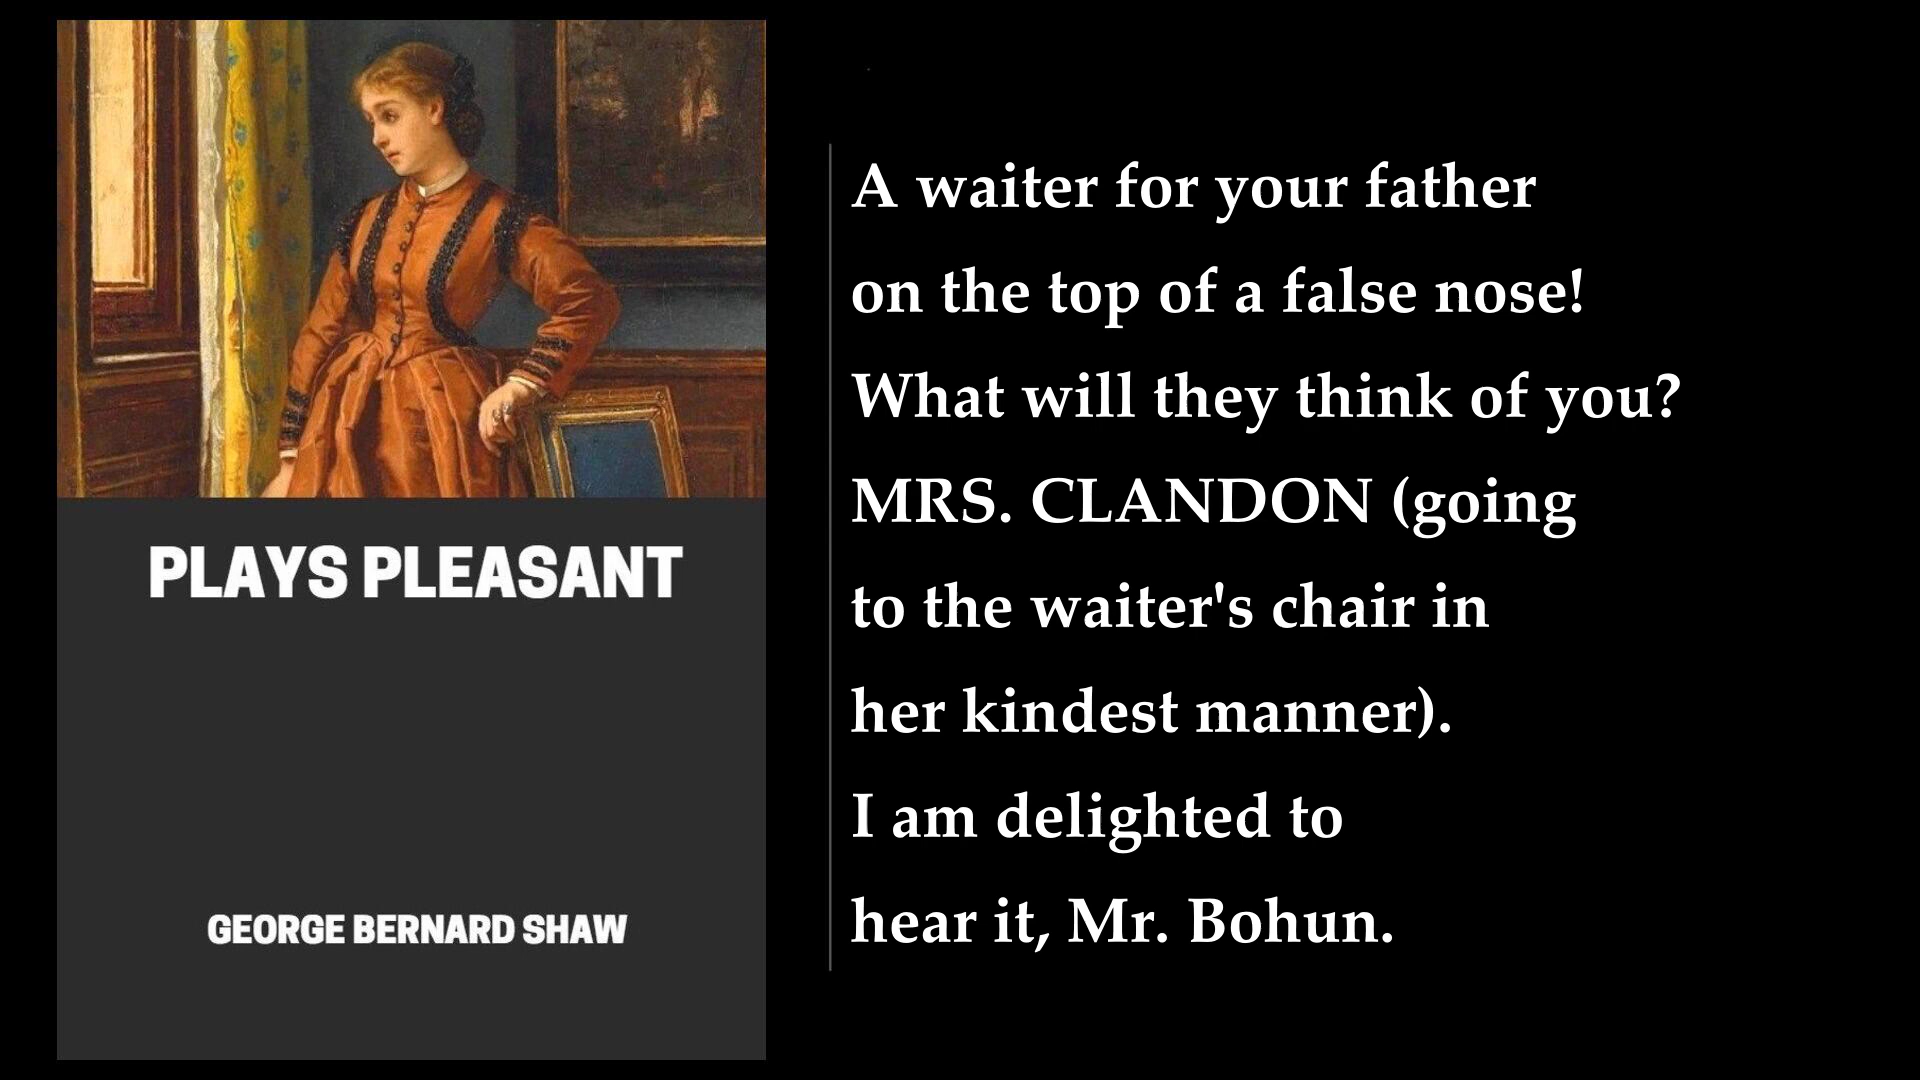 PLAYS PLEASANT
GEORGE BERNARD SHAW
A waiter for your father
on the top of a false nose!
What will they think of you?
MRS. CLANDON (going
to the waiter's chair in
her kindest manner).
I am delighted to
hear it, Mr. Bohun.